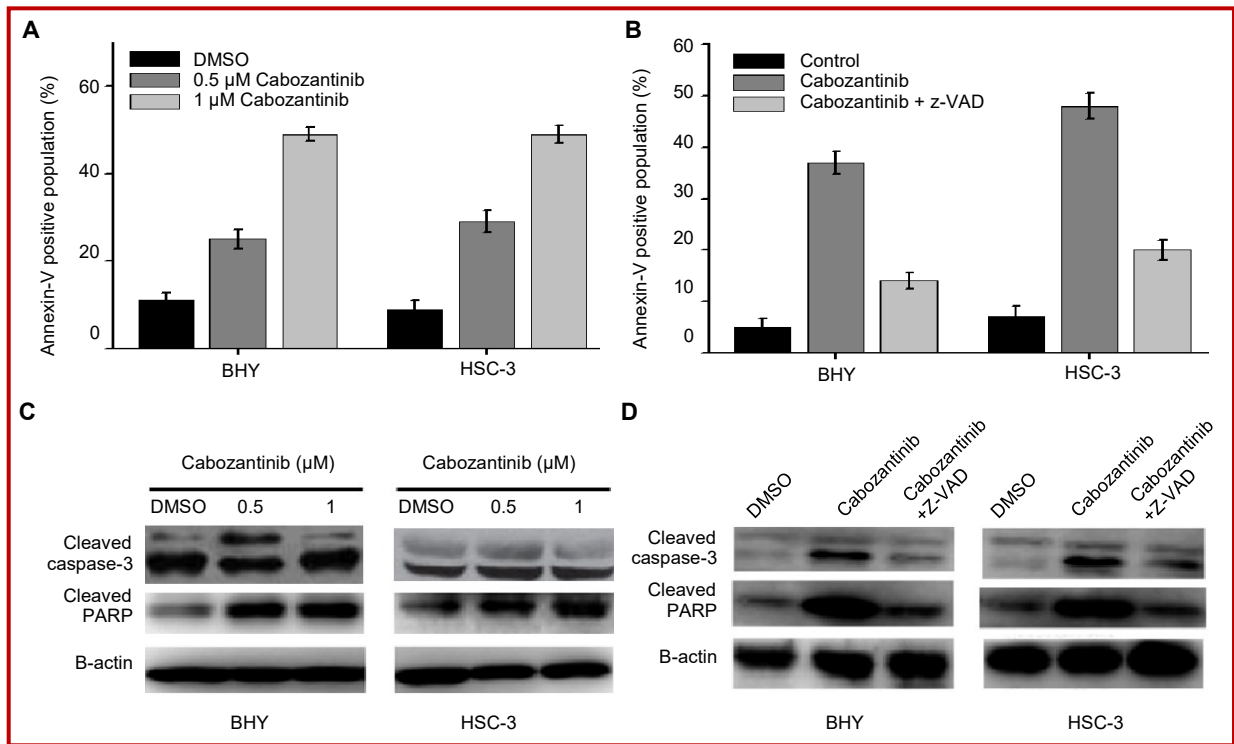 A
Annexin-V positive population (%)
60
40
20
0
DMSO
0.5 µM Cabozantinib
1 µM Cabozantinib
BHY
HSC-3
B
Annexin-V positive population (%)
60
50
40
30
20
10
0
Control
Cabozantinib
Cabozantinib + z-VAD
BHY
HSC-3
C
Cabozantinib (µM)
DMSO
0.5
1
Cabozantinib (µM)
DMSO
0.5
1
Cleaved
caspase-3
Cleaved
PARP
B-actin
BHY
HSC-3
D
DMSO
Cabozantinib
Cabozantinib
+Z-VAD
DMSO
Cabozantinib
Cabozantinib
+Z-VAD
Cleaved
caspase-3
Cleaved
PARP
B-actin
BHY
HSC-3